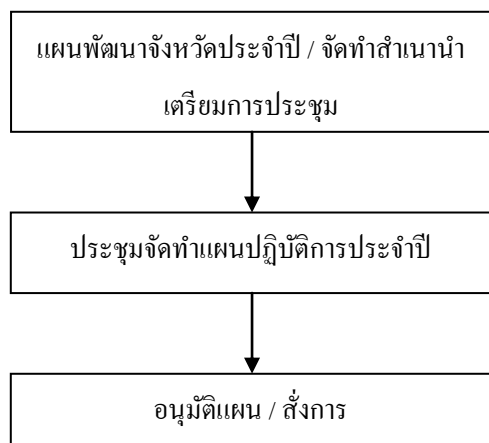 แผนพัฒนาจังหวัดประจำปี / จัดทำสำเนานำ
เตรียมการประชุม
ประชุมจัดทำแผนปฏิบัติการประจำปี
อนุมัติแผน / สั่งการ